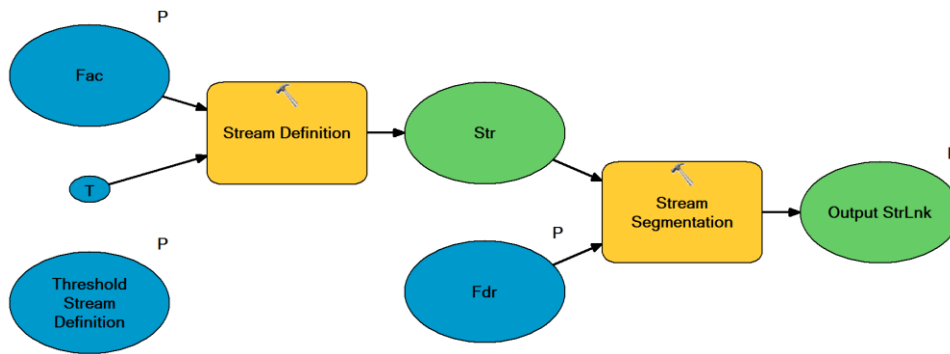 P
Fac
Stream Definition
Str
T
Stream
Segmentation
Output StrLnk
P
P
Threshold
Stream
Definition
Fdr